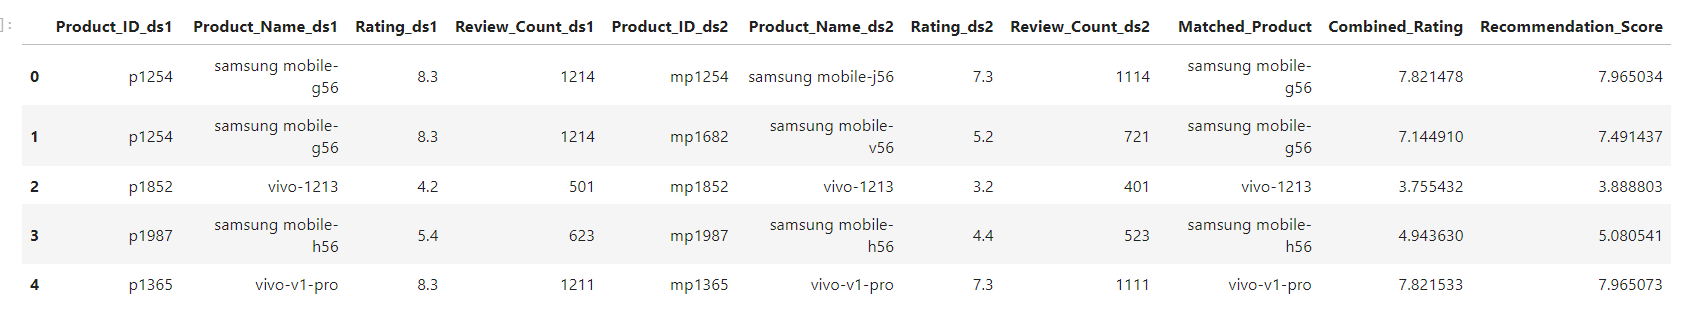 ]:
Product_ID_ds1 Product_Name_ds1 Rating_ds1 Review_Count_ds1 Product_ID_ds2 Product_Name_ds2 Rating_ds2 Review_Count_ds2 Matched_Product Combined_Rating Recommendation_Score
0 p1254 samsung mobile-g56 8.3 1214 mp1254 samsung mobile-j56 7.3 1114 samsung mobile-g56 7.821478 7.965034
1 p1254 samsung mobile-g56 8.3 1214 mp1682 samsung mobile-v56 5.2 721 samsung mobile-g56 7.144910 7.491437
2 p1852 vivo-1213 4.2 501 mp1852 vivo-1213 3.2 401 vivo-1213 3.755432 3.888803
3 p1987 samsung mobile-h56 5.4 623 mp1987 samsung mobile-h56 4.4 523 samsung mobile-h56 4.943630 5.080541
4 p1365 vivo-v1-pro 8.3 1211 mp1365 vivo-v1-pro 7.3 1111 vivo-v1-pro 7.821533 7.965073